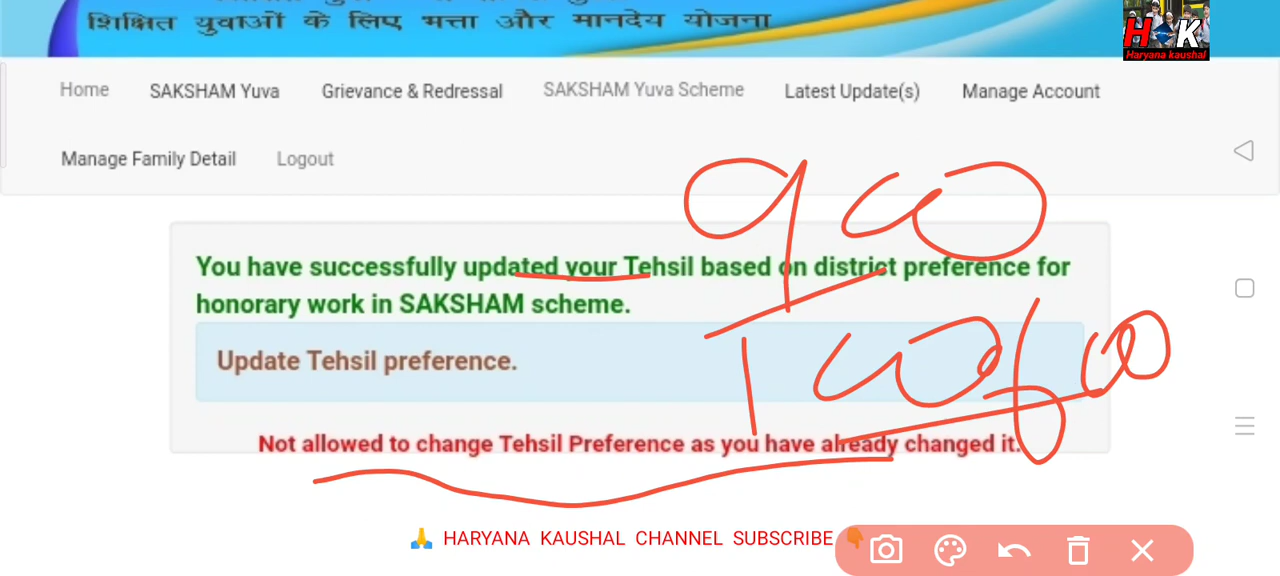 शिक्षित युवाओं के लिए भत्ता और मानदेय योजना
H K
Haryana kaushal
Home SAKSHAM Yuva Grievance & Redressal SAKSHAM Yuva Scheme Latest Update(s) Manage Account
Manage Family Detail Logout
You have successfully updated your Tehsil based on district preference for
honorary work in SAKSHAM scheme.
Update Tehsil preference.
Not allowed to change Tehsil Preference as you have already changed it.
🙏 HARYANA KAUSHAL CHANNEL SUBSCRIBE 👇